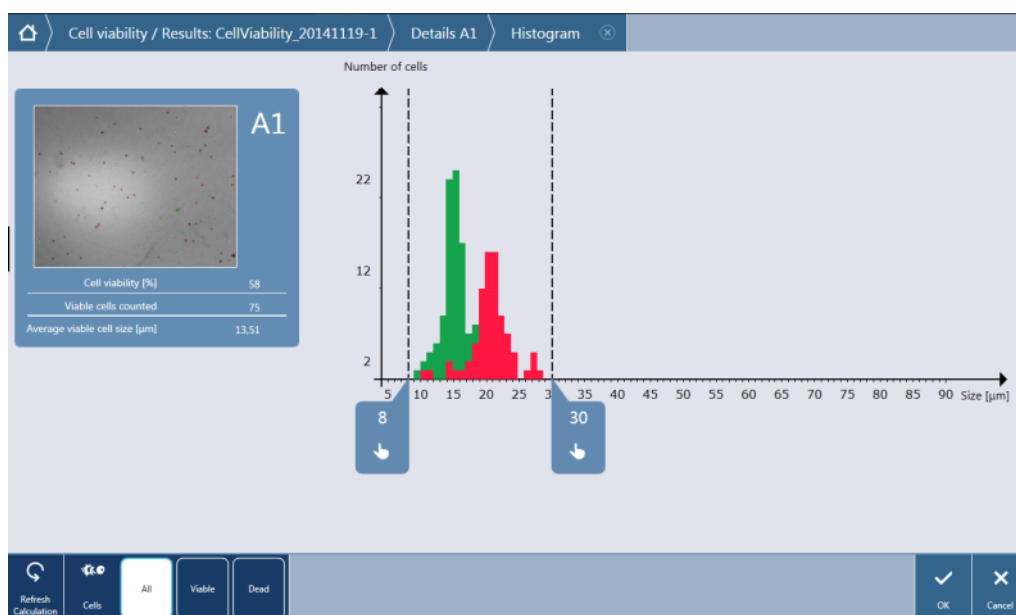 Cell viability / Results: CellViability_20141119-1 Details A1 Histogram
Number of cells
A1
Cell viability [%] 58
Viable cells counted 75
Average viable cell size [µm] 13,51
22
12
2
5 10 15 20 25 3 35 40 45 50 55 60 65 70 75 80 85 90 Size [µm]
8 30
Refresh Calculation
Cells
All
Viable
Dead
OK
Cancel